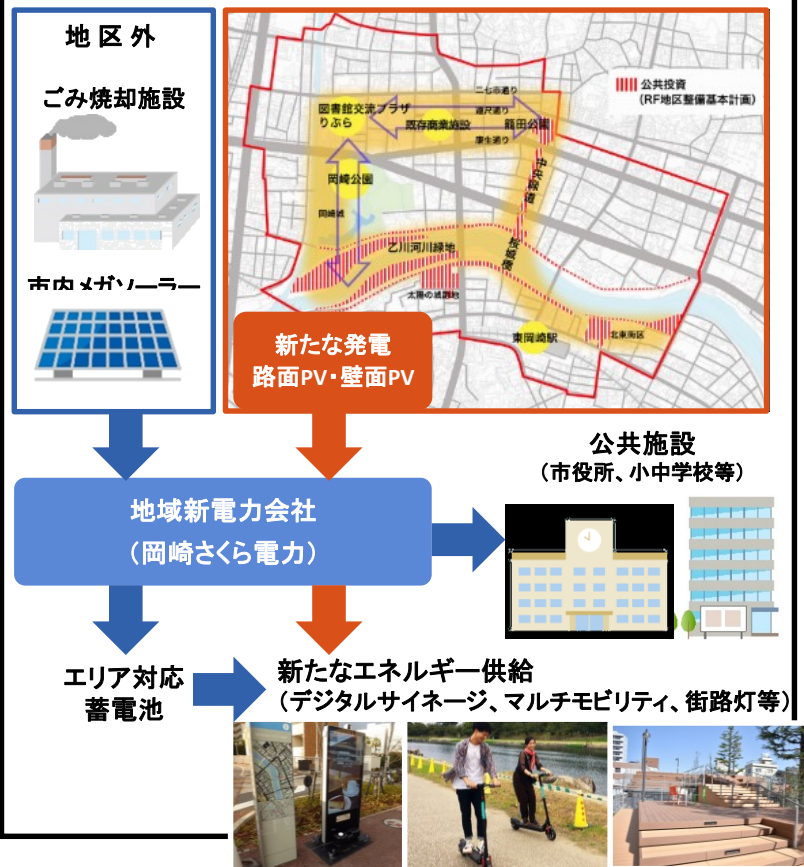 地区外
ごみ焼却施設
市内メガソーラー
公共投資
(RF地区整備基本計画)
二七市通り
図書館交流プラザ
りぶら
連尺通り
既存商業施設
籠田公園
康生通り
岡崎公園
中央緑道
岡崎城
乙川河川緑地
桜城橋
太陽の城跡地
東岡崎駅
北東街区
新たな発電
路面PV・壁面PV
公共施設
（市役所、小中学校等）
地域新電力会社
（岡崎さくら電力）
エリア対応
蓄電池
新たなエネルギー供給
（デジタルサイネージ、マルチモビリティ、街路灯等）